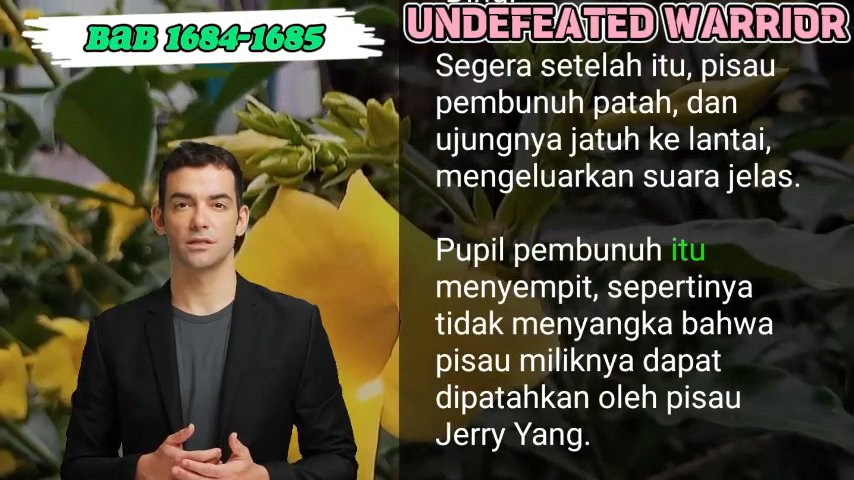 BAB 1684-1685
UNDEFEATED WARRIOR
Segera setelah itu, pisau
pembunuh patah, dan
ujungnya jatuh ke lantai,
mengeluarkan suara jelas.
Pupil pembunuh itu
menyempit, sepertinya
tidak menyangka bahwa
pisau miliknya dapat
dipatahkan oleh pisau
Jerry Yang.